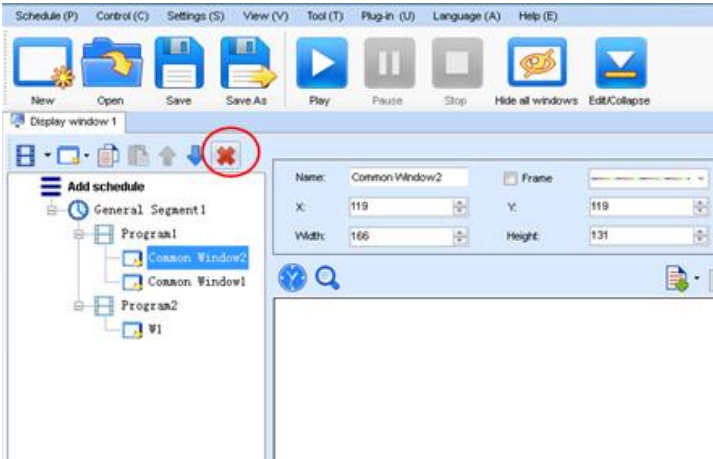 Schedule (P) Control (C) Settings (S) View (V) Tool (T) Plug-in (U) Language (A) Help (E)
New Open Save Save As Play Pause Stop Hide all windows Edit/Collapse
Display window 1
Add schedule
General Segment1
Program1
Common Window2
Common Window1
Program2
W1
Name: Common Window2 Frame
X: 119 Y: 119
Width: 166 Height: 131